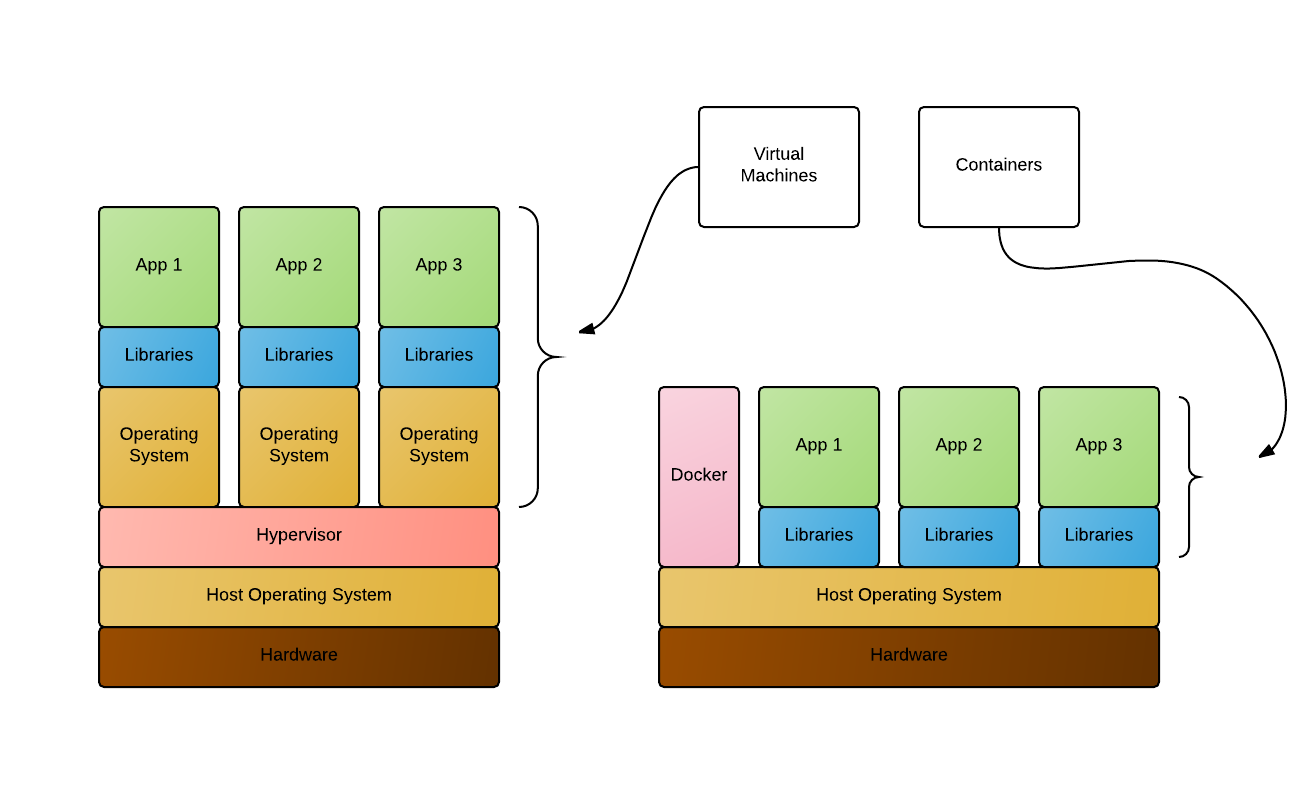 Virtual
Machines
Containers
App 1
App 2
App 3
Libraries
Libraries
Libraries
Operating
System
Operating
System
Operating
System
Hypervisor
Host Operating System
Hardware
Docker
App 1
App 2
App 3
Libraries
Libraries
Libraries
Host Operating System
Hardware